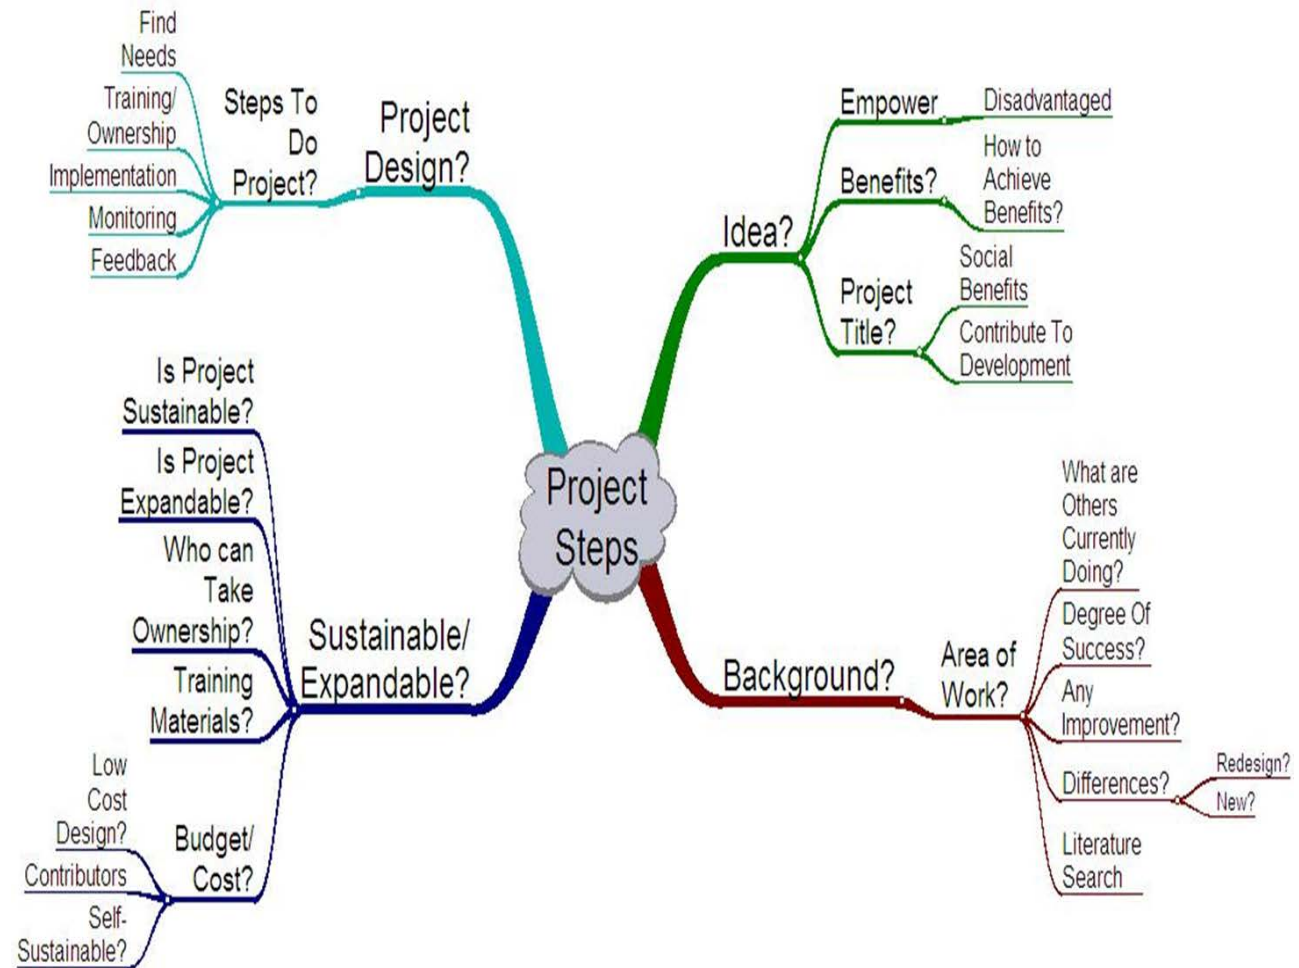 Project
Steps
Idea?
Empower
Disadvantaged
Benefits?
How to
Achieve
Benefits?
Project
Title?
Social
Benefits
Contribute To
Development
Background?
Area of
Work?
What are
Others
Currently
Doing?
Degree Of
Success?
Any
Improvement?
Differences?
Redesign?
New?
Literature
Search
Sustainable/
Expandable?
Is Project
Sustainable?
Is Project
Expandable?
Who can
Take
Ownership?
Training
Materials?
Budget/
Cost?
Low
Cost
Design?
Contributors
Self-
Sustainable?
Project
Design?
Steps To
Do
Project?
Find
Needs
Training/
Ownership
Implementation
Monitoring
Feedback